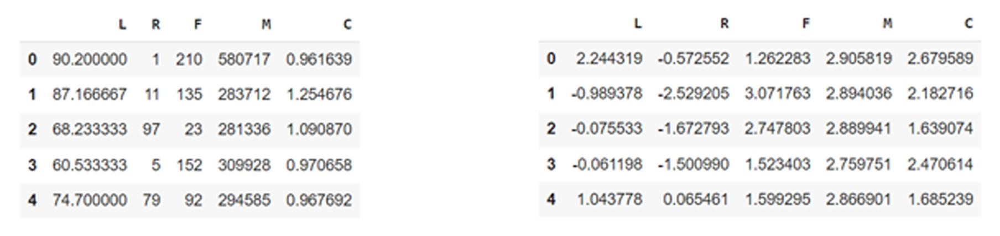 L R F M C
0 90.200000 1 210 580717 0.961639
1 87.166667 11 135 283712 1.254676
2 68.233333 97 23 281336 1.090870
3 60.533333 5 152 309928 0.970658
4 74.700000 79 92 294585 0.967692
L R F M C
0 2.244319 -0.572552 1.262283 2.905819 2.679589
1 -0.989378 -2.529205 3.071763 2.894036 2.182716
2 -0.075533 -1.672793 2.747803 2.889941 1.639074
3 -0.061198 -1.500990 1.523403 2.759751 2.470614
4 1.043778 0.065461 1.599295 2.866901 1.685239